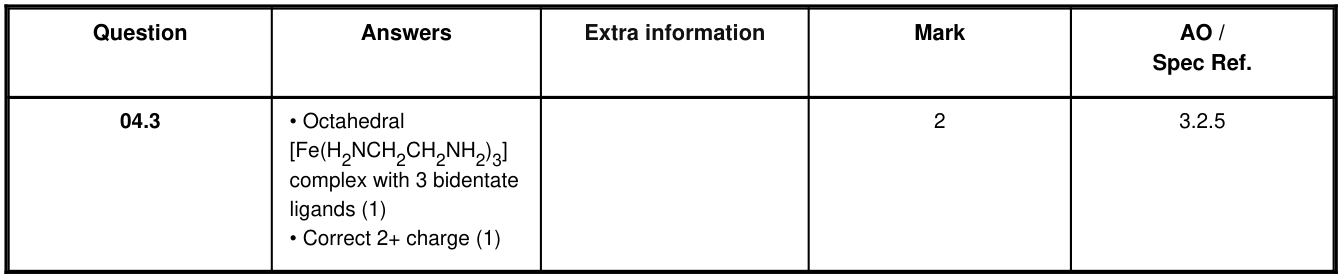 Question Answers Extra information Mark AO /
Spec Ref.
04.3 • Octahedral 2 3.2.5
[Fe(H₂NCH₂CH₂NH₂)₃]
complex with 3 bidentate
ligands (1)
• Correct 2+ charge (1)